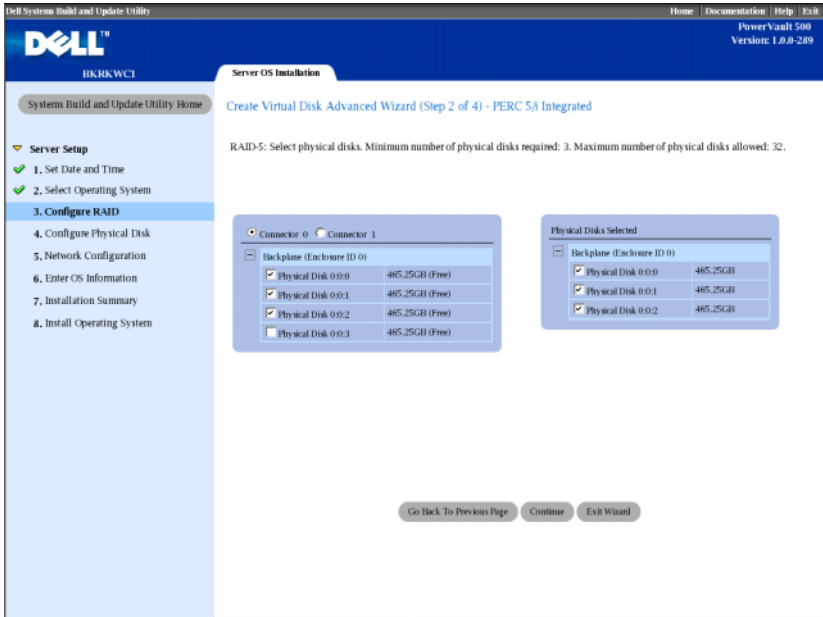 Dell Systems Build and Update Utility
Home Documentation Help Exit
DELL™
PowerVault 500
Version: 1.0.0-289
BKRKWC1
Server OS Installation
Systems Build and Update Utility Home
Server Setup
1. Set Date and Time
2. Select Operating System
3. Configure RAID
4. Configure Physical Disk
5. Network Configuration
6. Enter OS Information
7. Installation Summary
8. Install Operating System
Create Virtual Disk Advanced Wizard (Step 2 of 4) - PERC 5/i Integrated
RAID-5: Select physical disks. Minimum number of physical disks required: 3. Maximum number of physical disks allowed: 32.
Connector 0 Connector 1
Backplane (Enclosure ID 0)
Physical Disk 0:0:0 465.25GB (Free)
Physical Disk 0:0:1 465.25GB (Free)
Physical Disk 0:0:2 465.25GB (Free)
Physical Disk 0:0:3 465.25GB (Free)
Physical Disks Selected
Backplane (Enclosure ID 0)
Physical Disk 0:0:0 465.25GB
Physical Disk 0:0:1 465.25GB
Physical Disk 0:0:2 465.25GB
Go Back To Previous Page Continue Exit Wizard